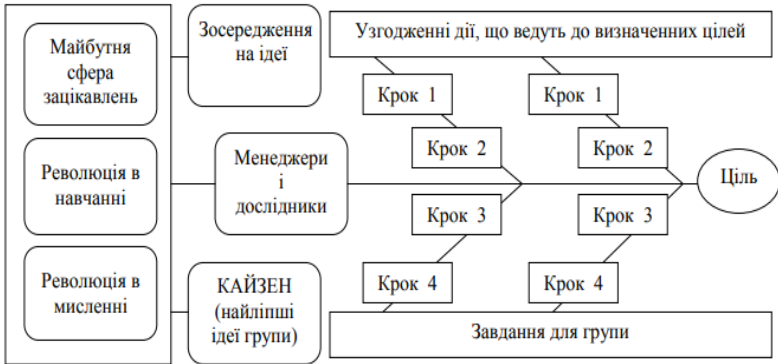 Майбутня
сфера
зацікавлень
Революція в
навчанні
Революція в
мисленні
Зосередження
на ідеї
Менеджери
і
дослідники
КАЙЗЕН
(найліпші
ідеї групи)
Узгодженні дії, що ведуть до визначенних цілей
Крок 1
Крок 1
Крок 2
Крок 2
Ціль
Крок 3
Крок 3
Крок 4
Крок 4
Завдання для групи